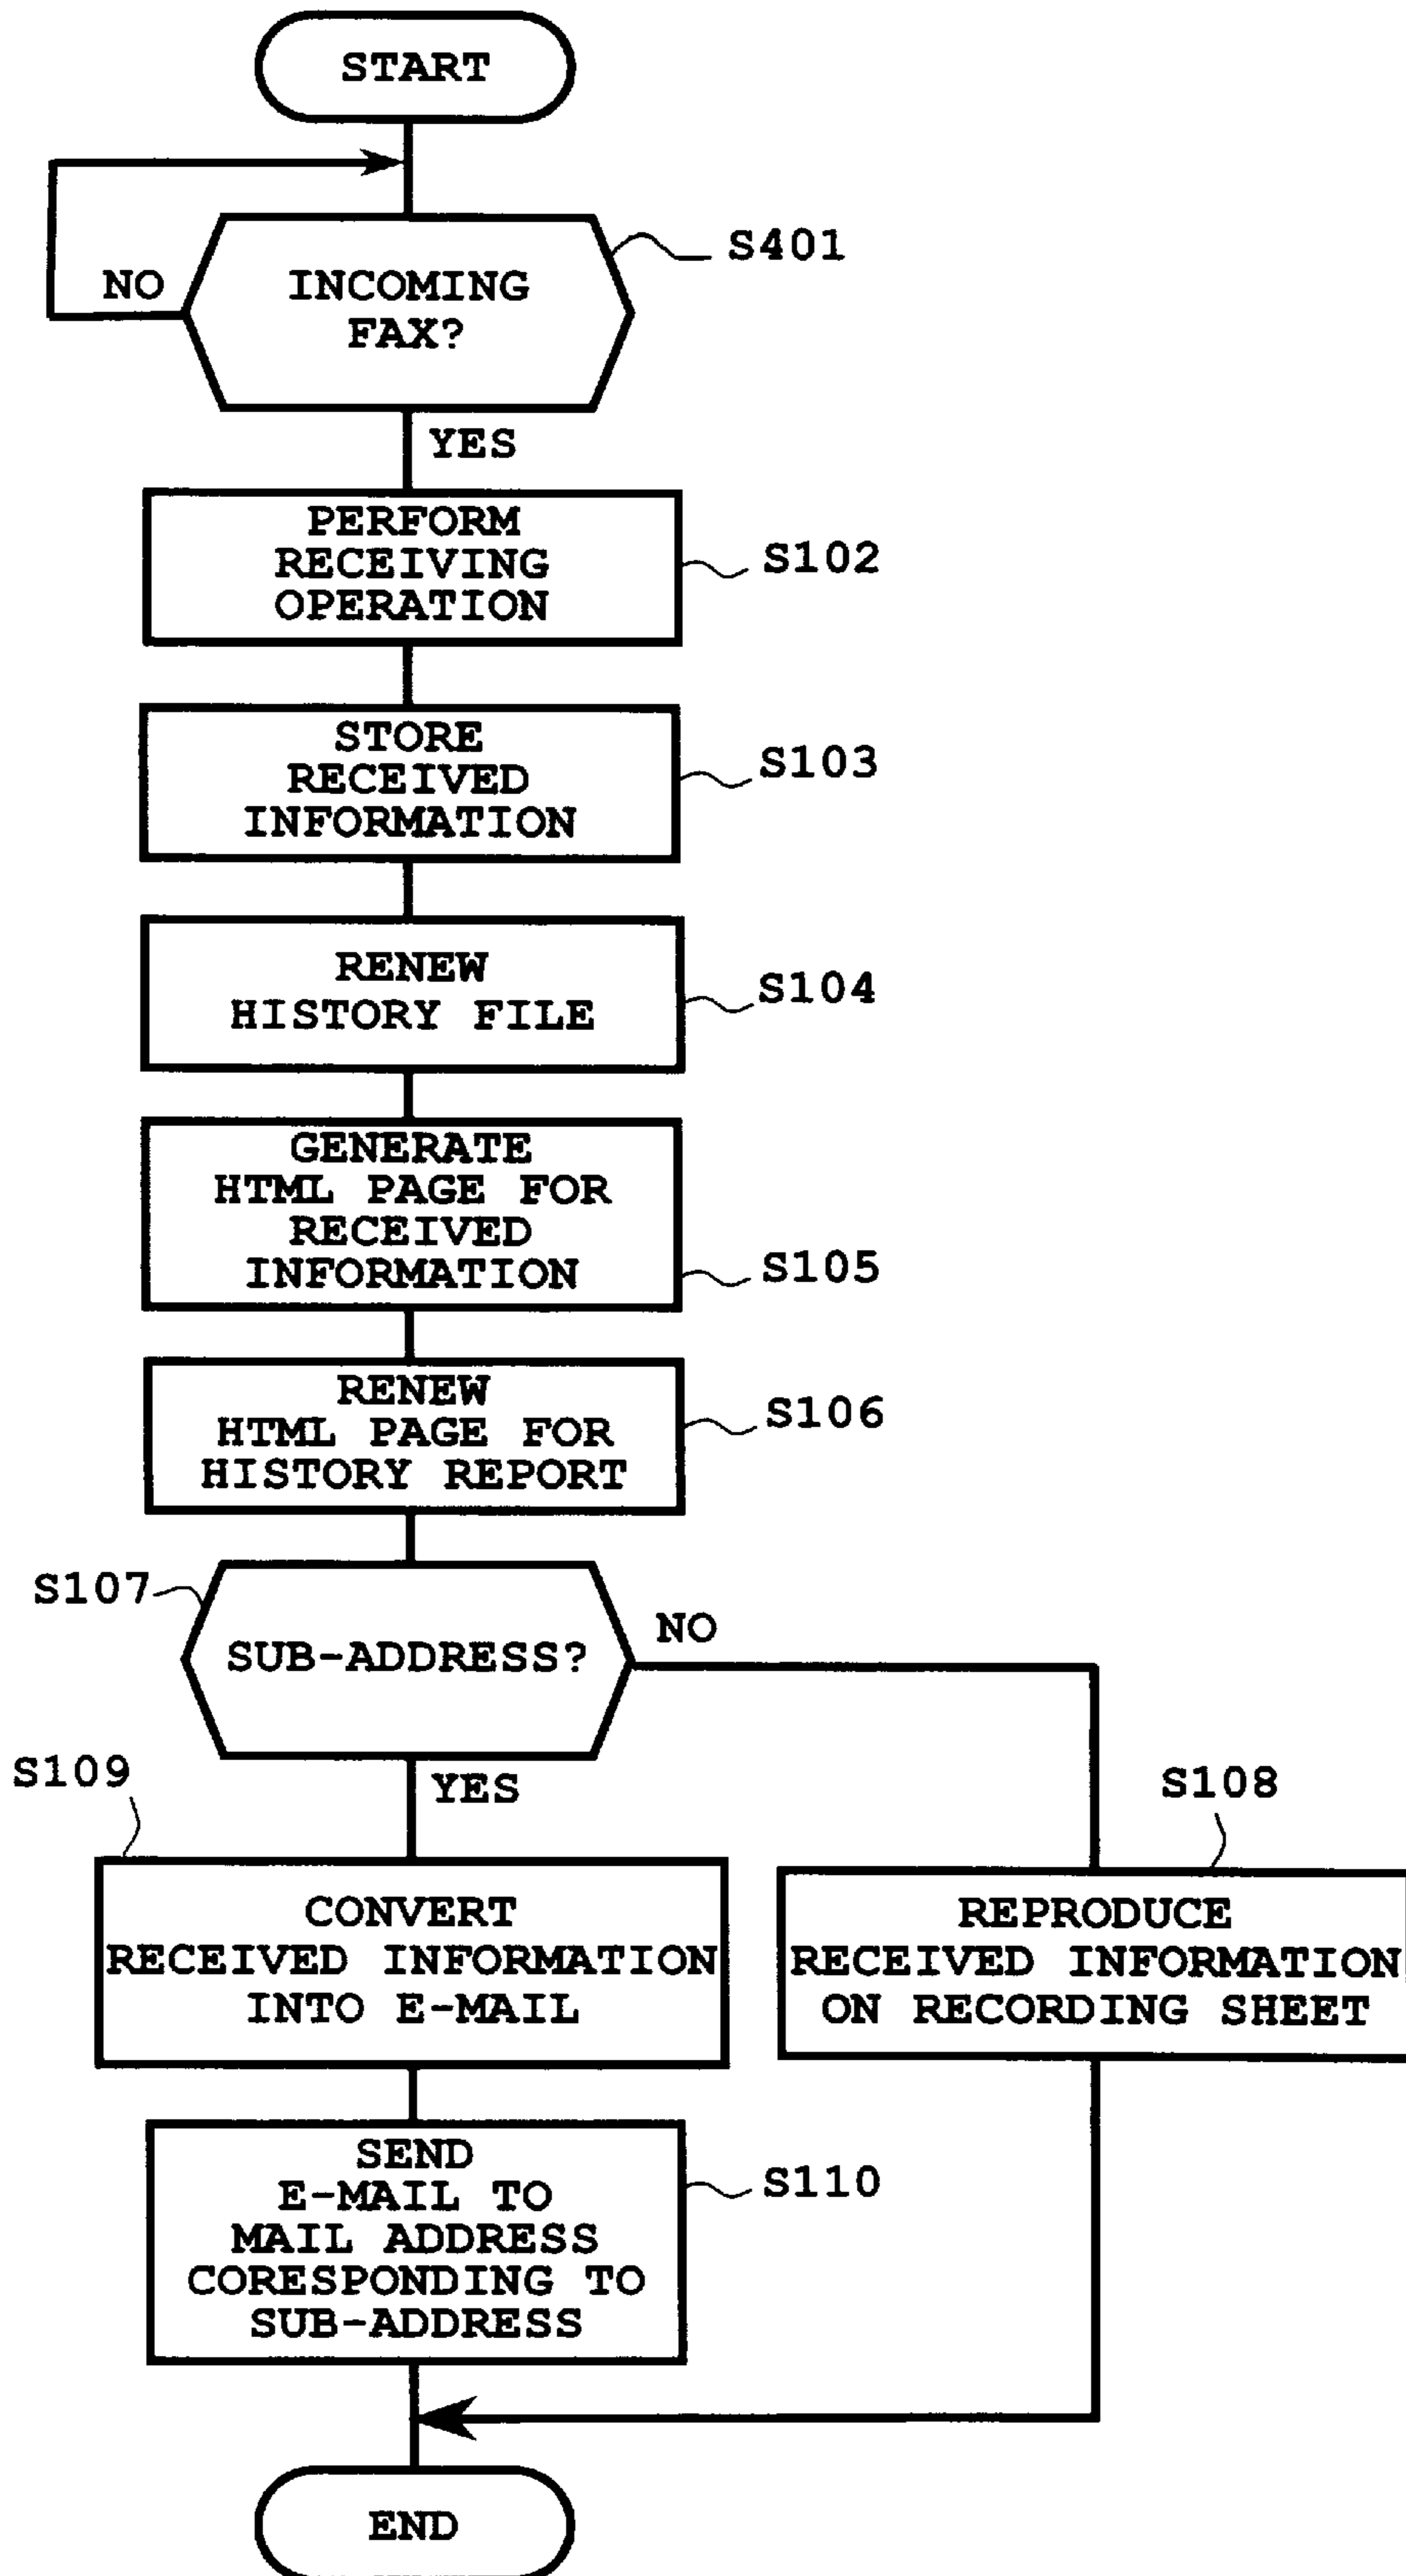 START
S401
NO
INCOMING
FAX?
YES
PERFORM
RECEIVING
OPERATION
S102
STORE
RECEIVED
INFORMATION
S103
RENEW
HISTORY FILE
S104
GENERATE
HTML PAGE FOR
RECEIVED
INFORMATION
S105
RENEW
HTML PAGE FOR
HISTORY REPORT
S106
S107
SUB-ADDRESS?
NO
YES
S109
CONVERT
RECEIVED INFORMATION
INTO E-MAIL
S108
REPRODUCE
RECEIVED INFORMATION
ON RECORDING SHEET
SEND
E-MAIL TO
MAIL ADDRESS
CORESPONDING TO
SUB-ADDRESS
S110
END